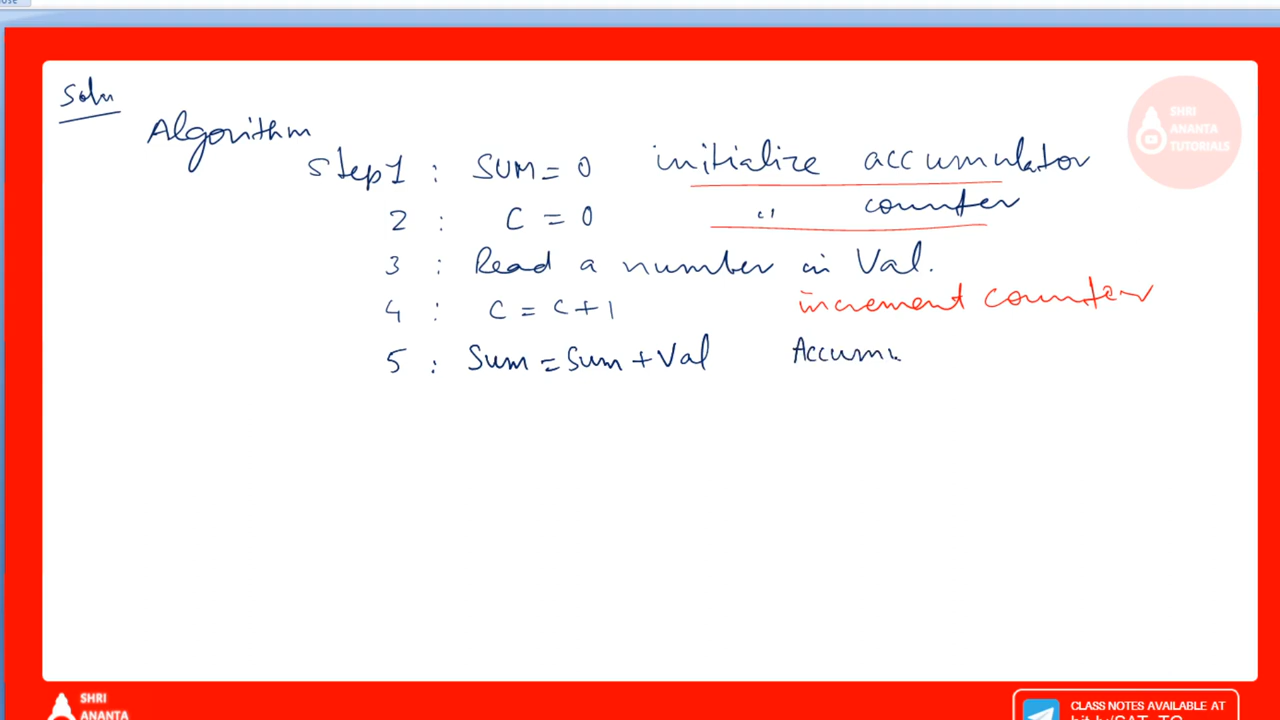 Soln
Algorithm
Step1 : SUM = 0 initialize accumulator
2 : C = 0 " counter
3 : Read a number in Val.
4 : C = C + 1 increment counter
5 : Sum = Sum + Val Accumu
SHRI
ANANTA
TUTORIALS
SHRI
ANANTA
CLASS NOTES AVAILABLE AT